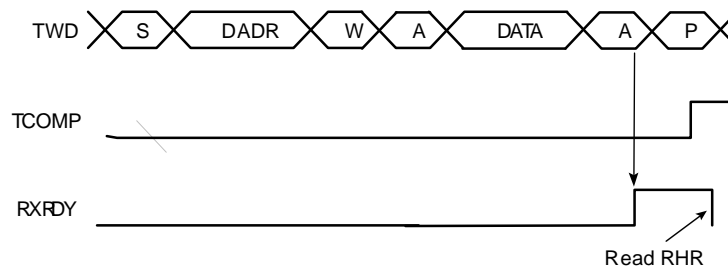 TWD S DADR W A DATA A P
TCOMP
RXRDY
Read RHR